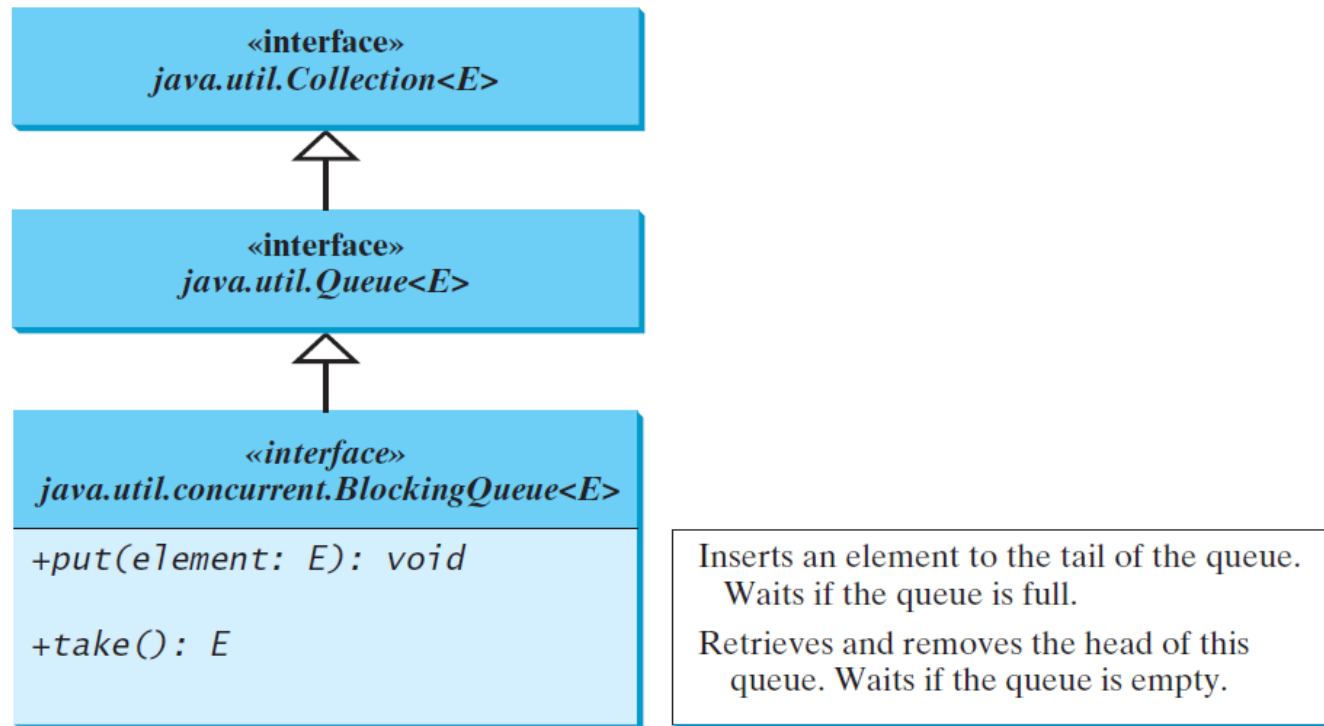 «interface»
java.util.Collection<E>
«interface»
java.util.Queue<E>
«interface»
java.util.concurrent.BlockingQueue<E>
+put(element: E): void
+take(): E
Inserts an element to the tail of the queue.
Waits if the queue is full.
Retrieves and removes the head of this
queue. Waits if the queue is empty.